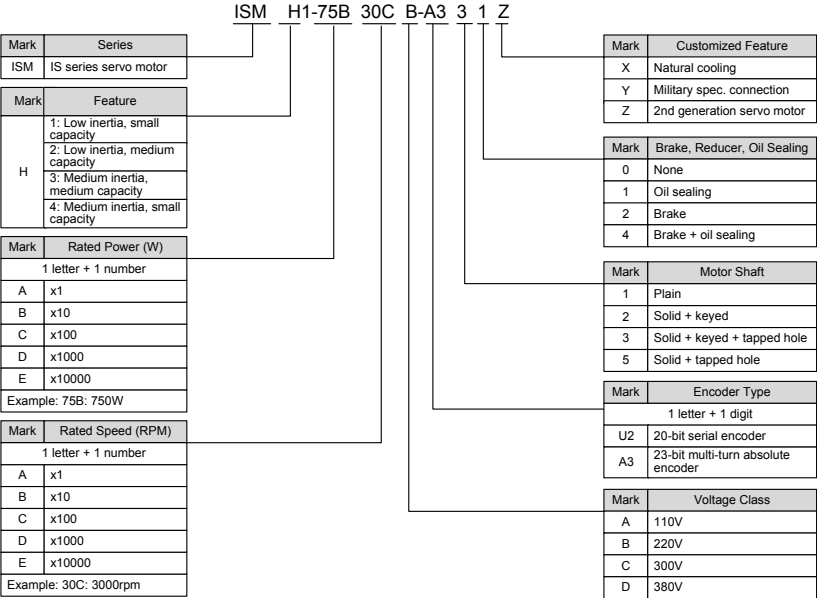 ISM H1-75B 30C B-A3 3 1 Z
Mark Series
ISM IS series servo motor
Mark Feature
H
1: Low inertia, small
capacity
2: Low inertia, medium
capacity
3: Medium inertia,
medium capacity
4: Medium inertia, small
capacity
Mark Rated Power (W)
1 letter + 1 number
A x1
B x10
C x100
D x1000
E x10000
Example: 75B: 750W
Mark Rated Speed (RPM)
1 letter + 1 number
A x1
B x10
C x100
D x1000
E x10000
Example: 30C: 3000rpm
Mark Customized Feature
X Natural cooling
Y Military spec. connection
Z 2nd generation servo motor
Mark Brake, Reducer, Oil Sealing
0 None
1 Oil sealing
2 Brake
4 Brake + oil sealing
Mark Motor Shaft
1 Plain
2 Solid + keyed
3 Solid + keyed + tapped hole
5 Solid + tapped hole
Mark Encoder Type
1 letter + 1 digit
U2 20-bit serial encoder
A3 23-bit multi-turn absolute
encoder
Mark Voltage Class
A 110V
B 220V
C 300V
D 380V